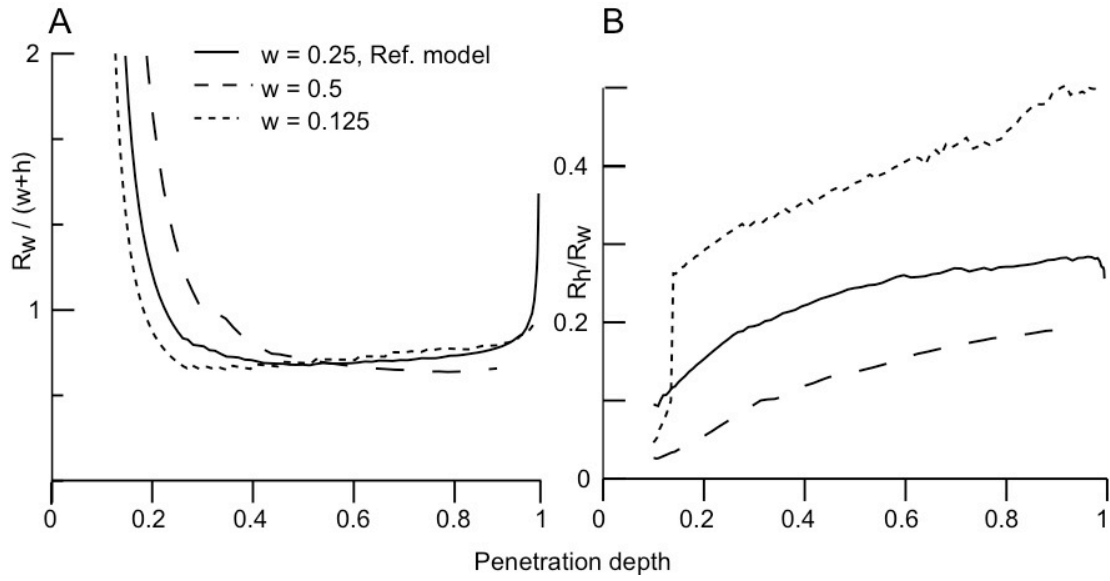 A
B
2
1
R_w / (w+h)
w = 0.25, Ref. model
w = 0.5
w = 0.125
0
0.2
0.4
0.6
0.8
1
0.4
0.2
0
R_h/R_w
0
0.2
0.4
0.6
0.8
1
Penetration depth